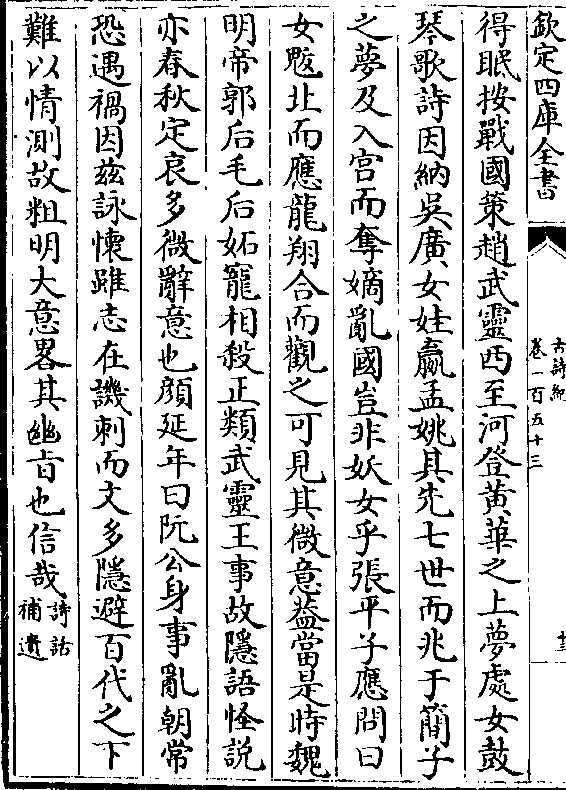 欽定四庫全書
古詩紀
卷一百五十三
十三
得眠按戰國策趙武靈西至河登黃華之上夢處女鼓
琴歌詩因納吳廣女娃嬴孟姚其先七世而兆于簡子
之夢及入宮而奪嫡亂國豈非妖女乎張平子應問曰
女魃北而應龍翔合而觀之可見其微意葢當是時魏
明帝郭后毛后妬寵相殺正類武靈王事故隱語怪説
亦春秋定哀多微辭意也顔延年曰阮公身事亂朝常
恐遇禍因兹詠懷雖志在譏刺而文多隱避百代之下
難以情測故粗明大意畧其幽旨也信哉詩話補遺